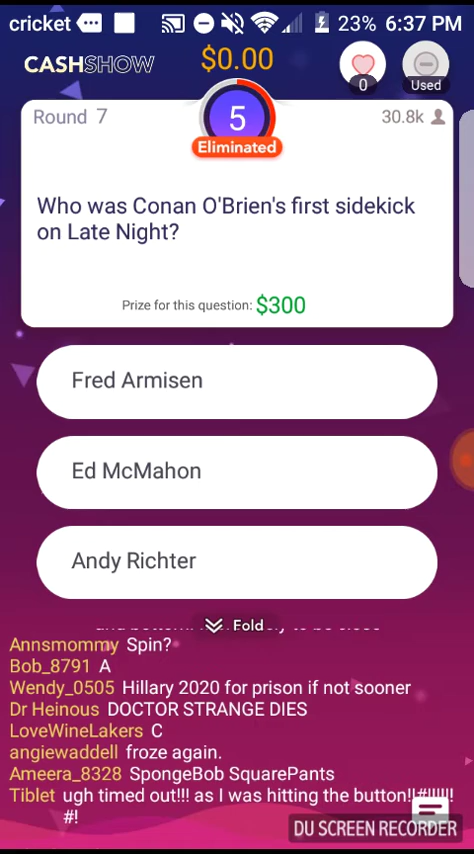 cricket 23% 6:37 PM
CASHSHOW $0.00
0 Used
Round 7 5 30.8k
Eliminated
Who was Conan O'Brien's first sidekick
on Late Night?
Prize for this question: $300
Fred Armisen
Ed McMahon
Andy Richter
Fold
Annsmommy Spin?
Bob_8791 A
Wendy_0505 Hillary 2020 for prison if not sooner
Dr Heinous DOCTOR STRANGE DIES
LoveWineLakers C
angiewaddell froze again.
Ameera_8328 SpongeBob SquarePants
Tiblet ugh timed out!!! as I was hitting the button!!#!!!!!!
#!
DU SCREEN RECORDER